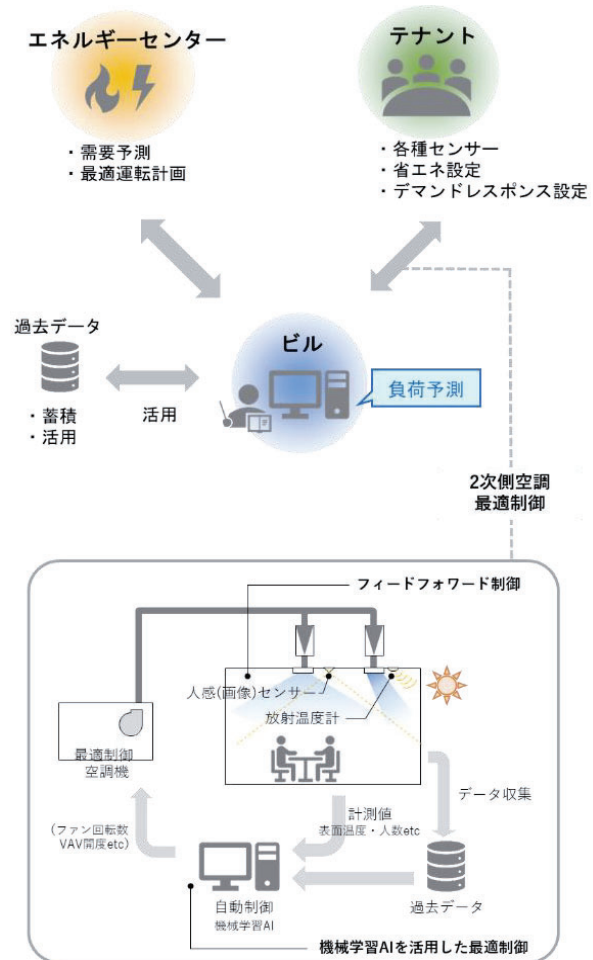 エネルギーセンター
テナント
・需要予測
・最適運転計画
・各種センサー
・省エネ設定
・デマンドレスポンス設定
過去データ
ビル
負荷予測
・蓄積
・活用
活用
2次側空調
最適制御
フィードフォワード制御
人感(画像)センサー
放射温度計
最適制御
空調機
データ収集
計測値
表面温度・人数etc
(ファン回転数
VAV開度etc)
自動制御
機械学習AI
過去データ
機械学習AIを活用した最適制御